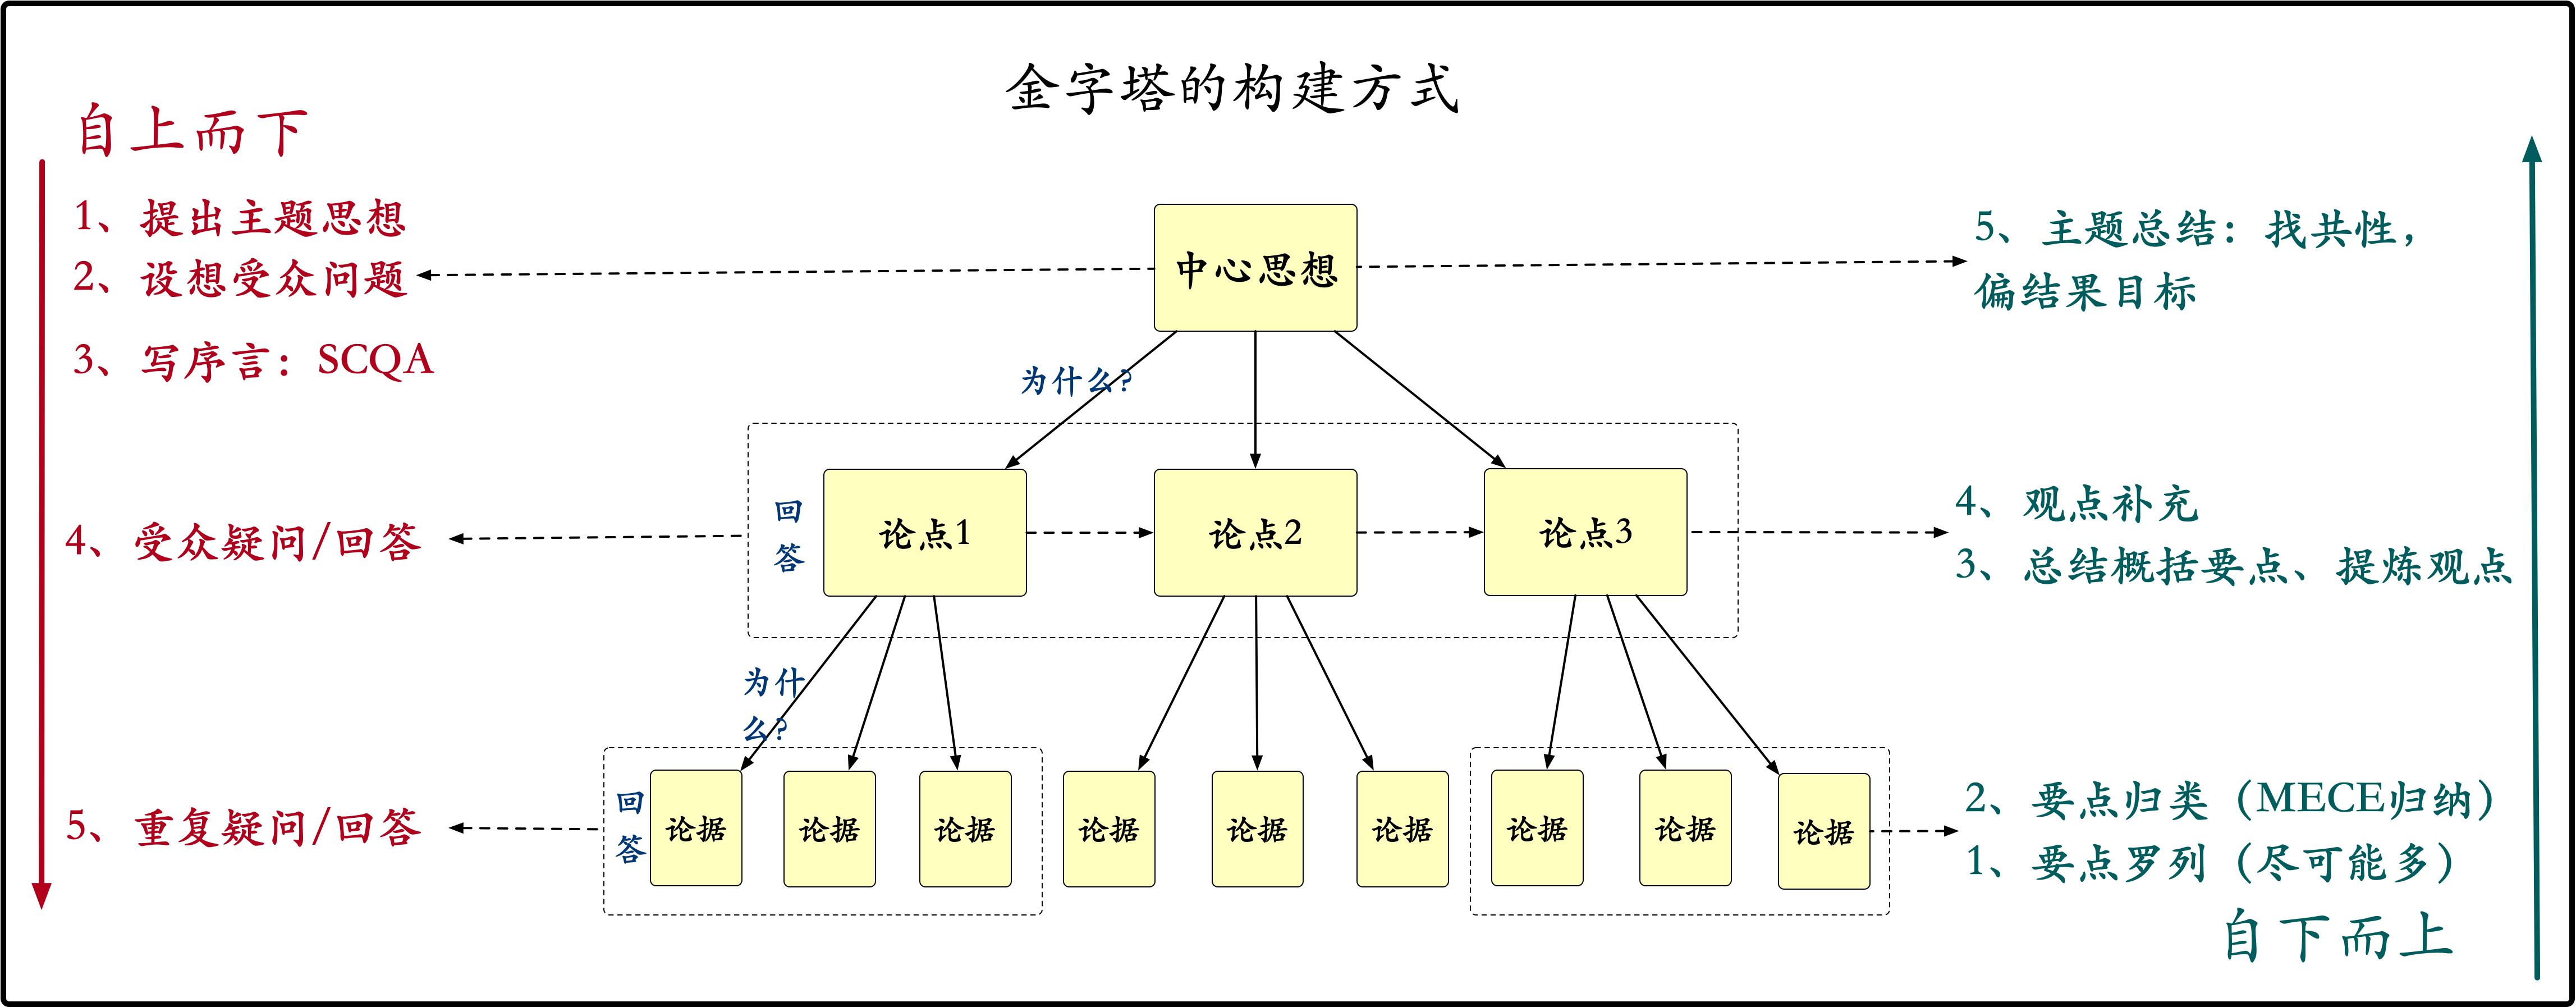 金字塔的构建方式
自上而下
1、提出主题思想
2、设想受众问题
3、写序言：SCQA
4、受众疑问/回答
5、重复疑问/回答
中心思想
为什么?
回
答
论点1
论点2
论点3
为什
么?
回
答
论据
论据
论据
论据
论据
论据
论据
论据
论据
5、主题总结：找共性，
偏结果目标
4、观点补充
3、总结概括要点、提炼观点
2、要点归类（MECE归纳）
1、要点罗列（尽可能多）
自下而上